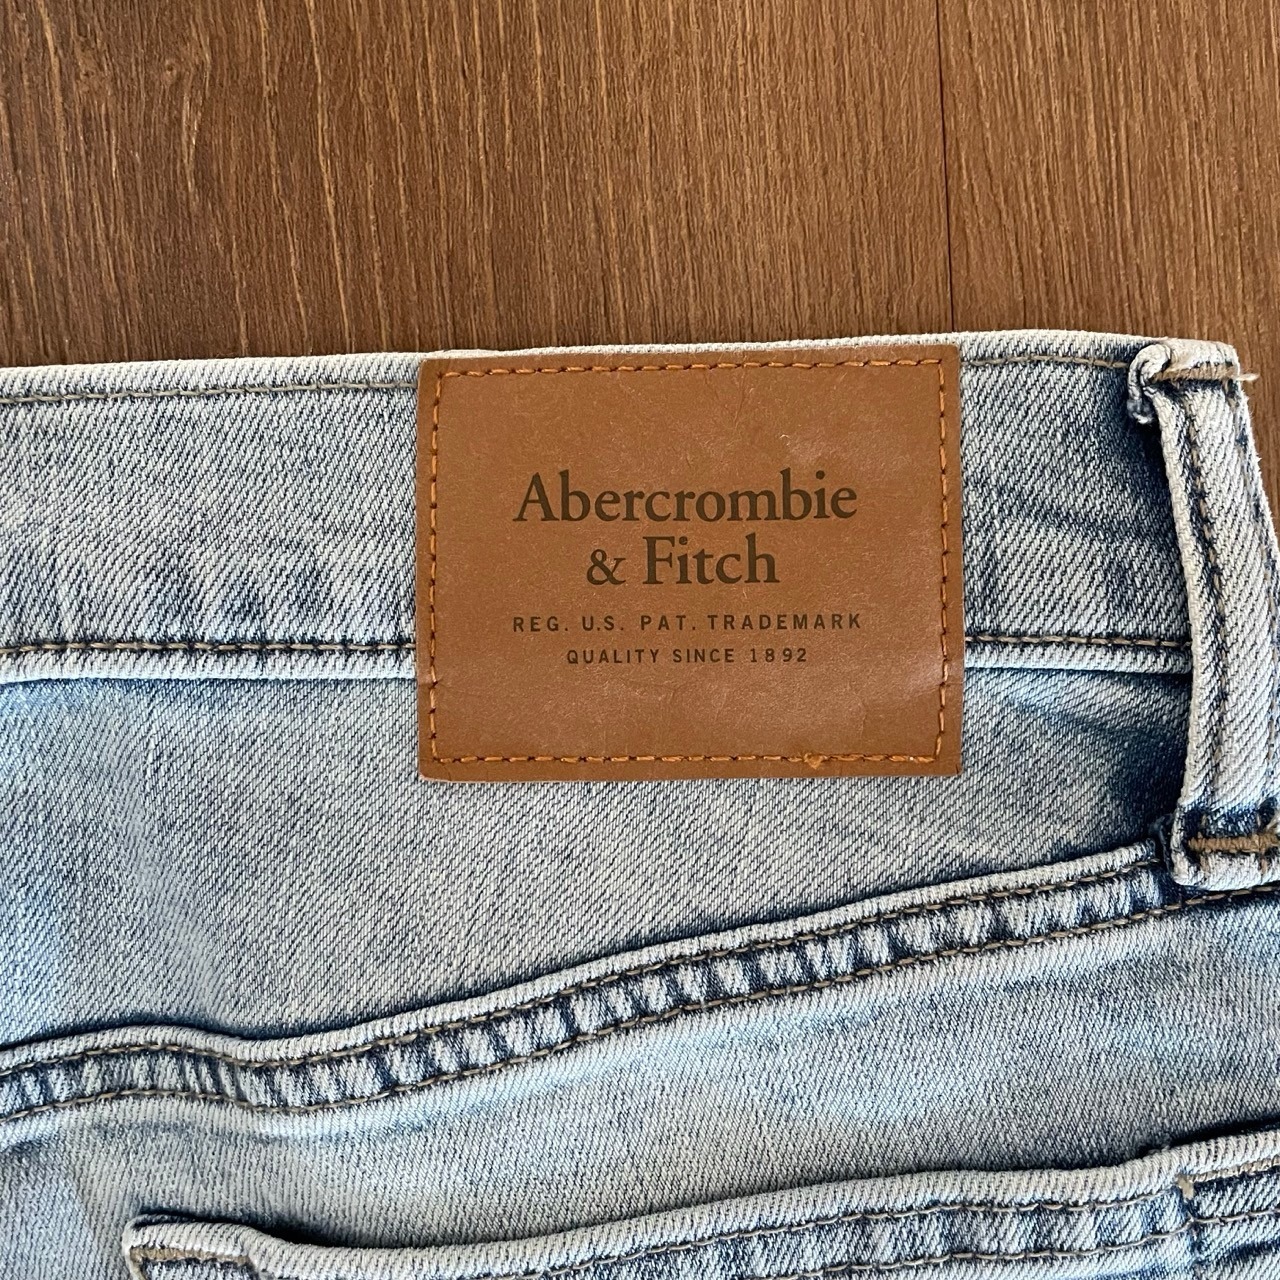 Abercrombie
& Fitch
REG. U.S. PAT. TRADEMARK
QUALITY SINCE 1892